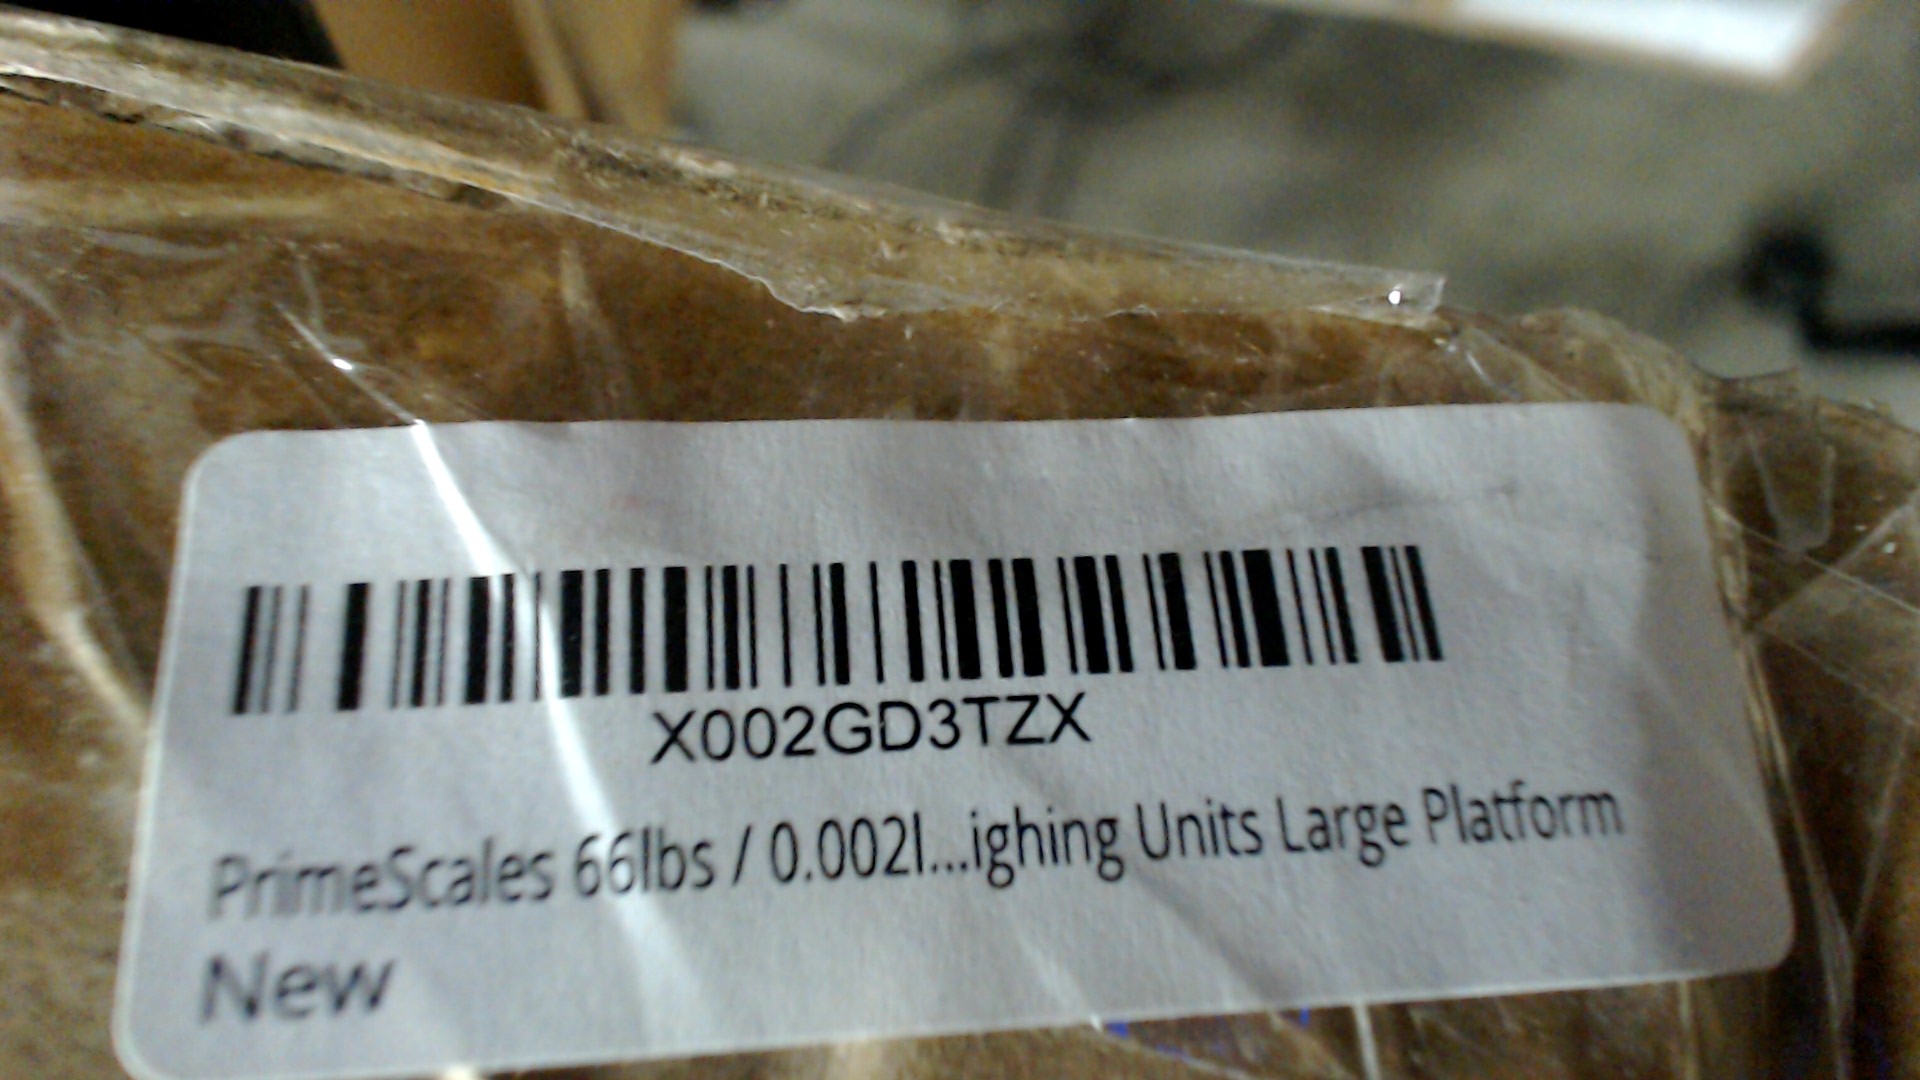 X002GD3TZX
PrimeScales 66lbs / 0.002l...ighing Units Large Platform
New